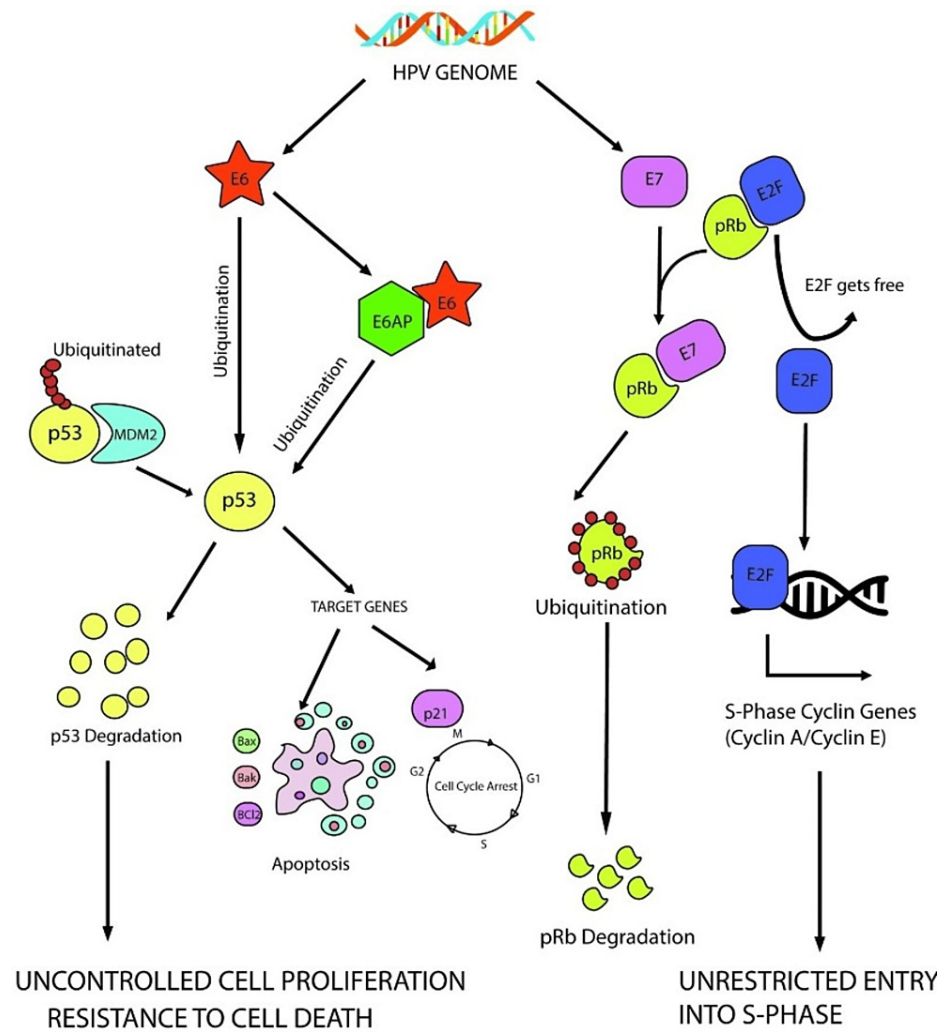 HPV GENOME
E6
E7
E2F
pRb
E2F gets free
Ubiquitination
E6AP
E6
Ubiquitination
Ubiquitinated
p53
MDM2
p53
pRb
E7
E2F
pRb
Ubiquitination
E2F
TARGET GENES
p53 Degradation
Bax
Bak
BCl2
Apoptosis
p21
M
G2
G1
Cell Cycle Arrest
S
S-Phase Cyclin Genes
(Cyclin A/Cyclin E)
pRb Degradation
UNCONTROLLED CELL PROLIFERATION
RESISTANCE TO CELL DEATH
UNRESTRICTED ENTRY
INTO S-PHASE